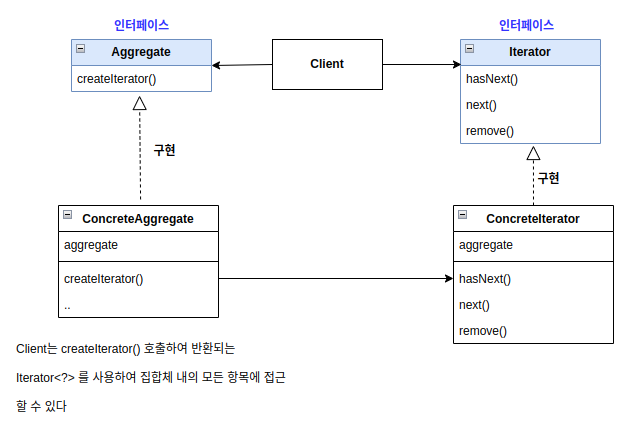 인터페이스
Aggregate
createIterator()
Client
인터페이스
Iterator
hasNext()
next()
remove()
구현
구현
ConcreteAggregate
aggregate
createIterator()
..
ConcreteIterator
aggregate
hasNext()
next()
remove()
Client는 createIterator() 호출하여 반환되는
Iterator<?> 를 사용하여 집합체 내의 모든 항목에 접근
할 수 있다